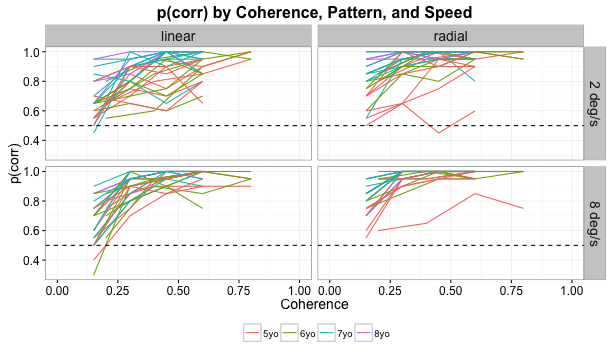 p(corr) by Coherence, Pattern, and Speed
linear
radial
1.0
0.8
0.6
0.4
2 deg/s
p(corr)
1.0
0.8
0.6
0.4
8 deg/s
0.00 0.25 0.50 0.75 1.00 0.00 0.25 0.50 0.75 1.00
Coherence
5yo 6yo 7yo 8yo